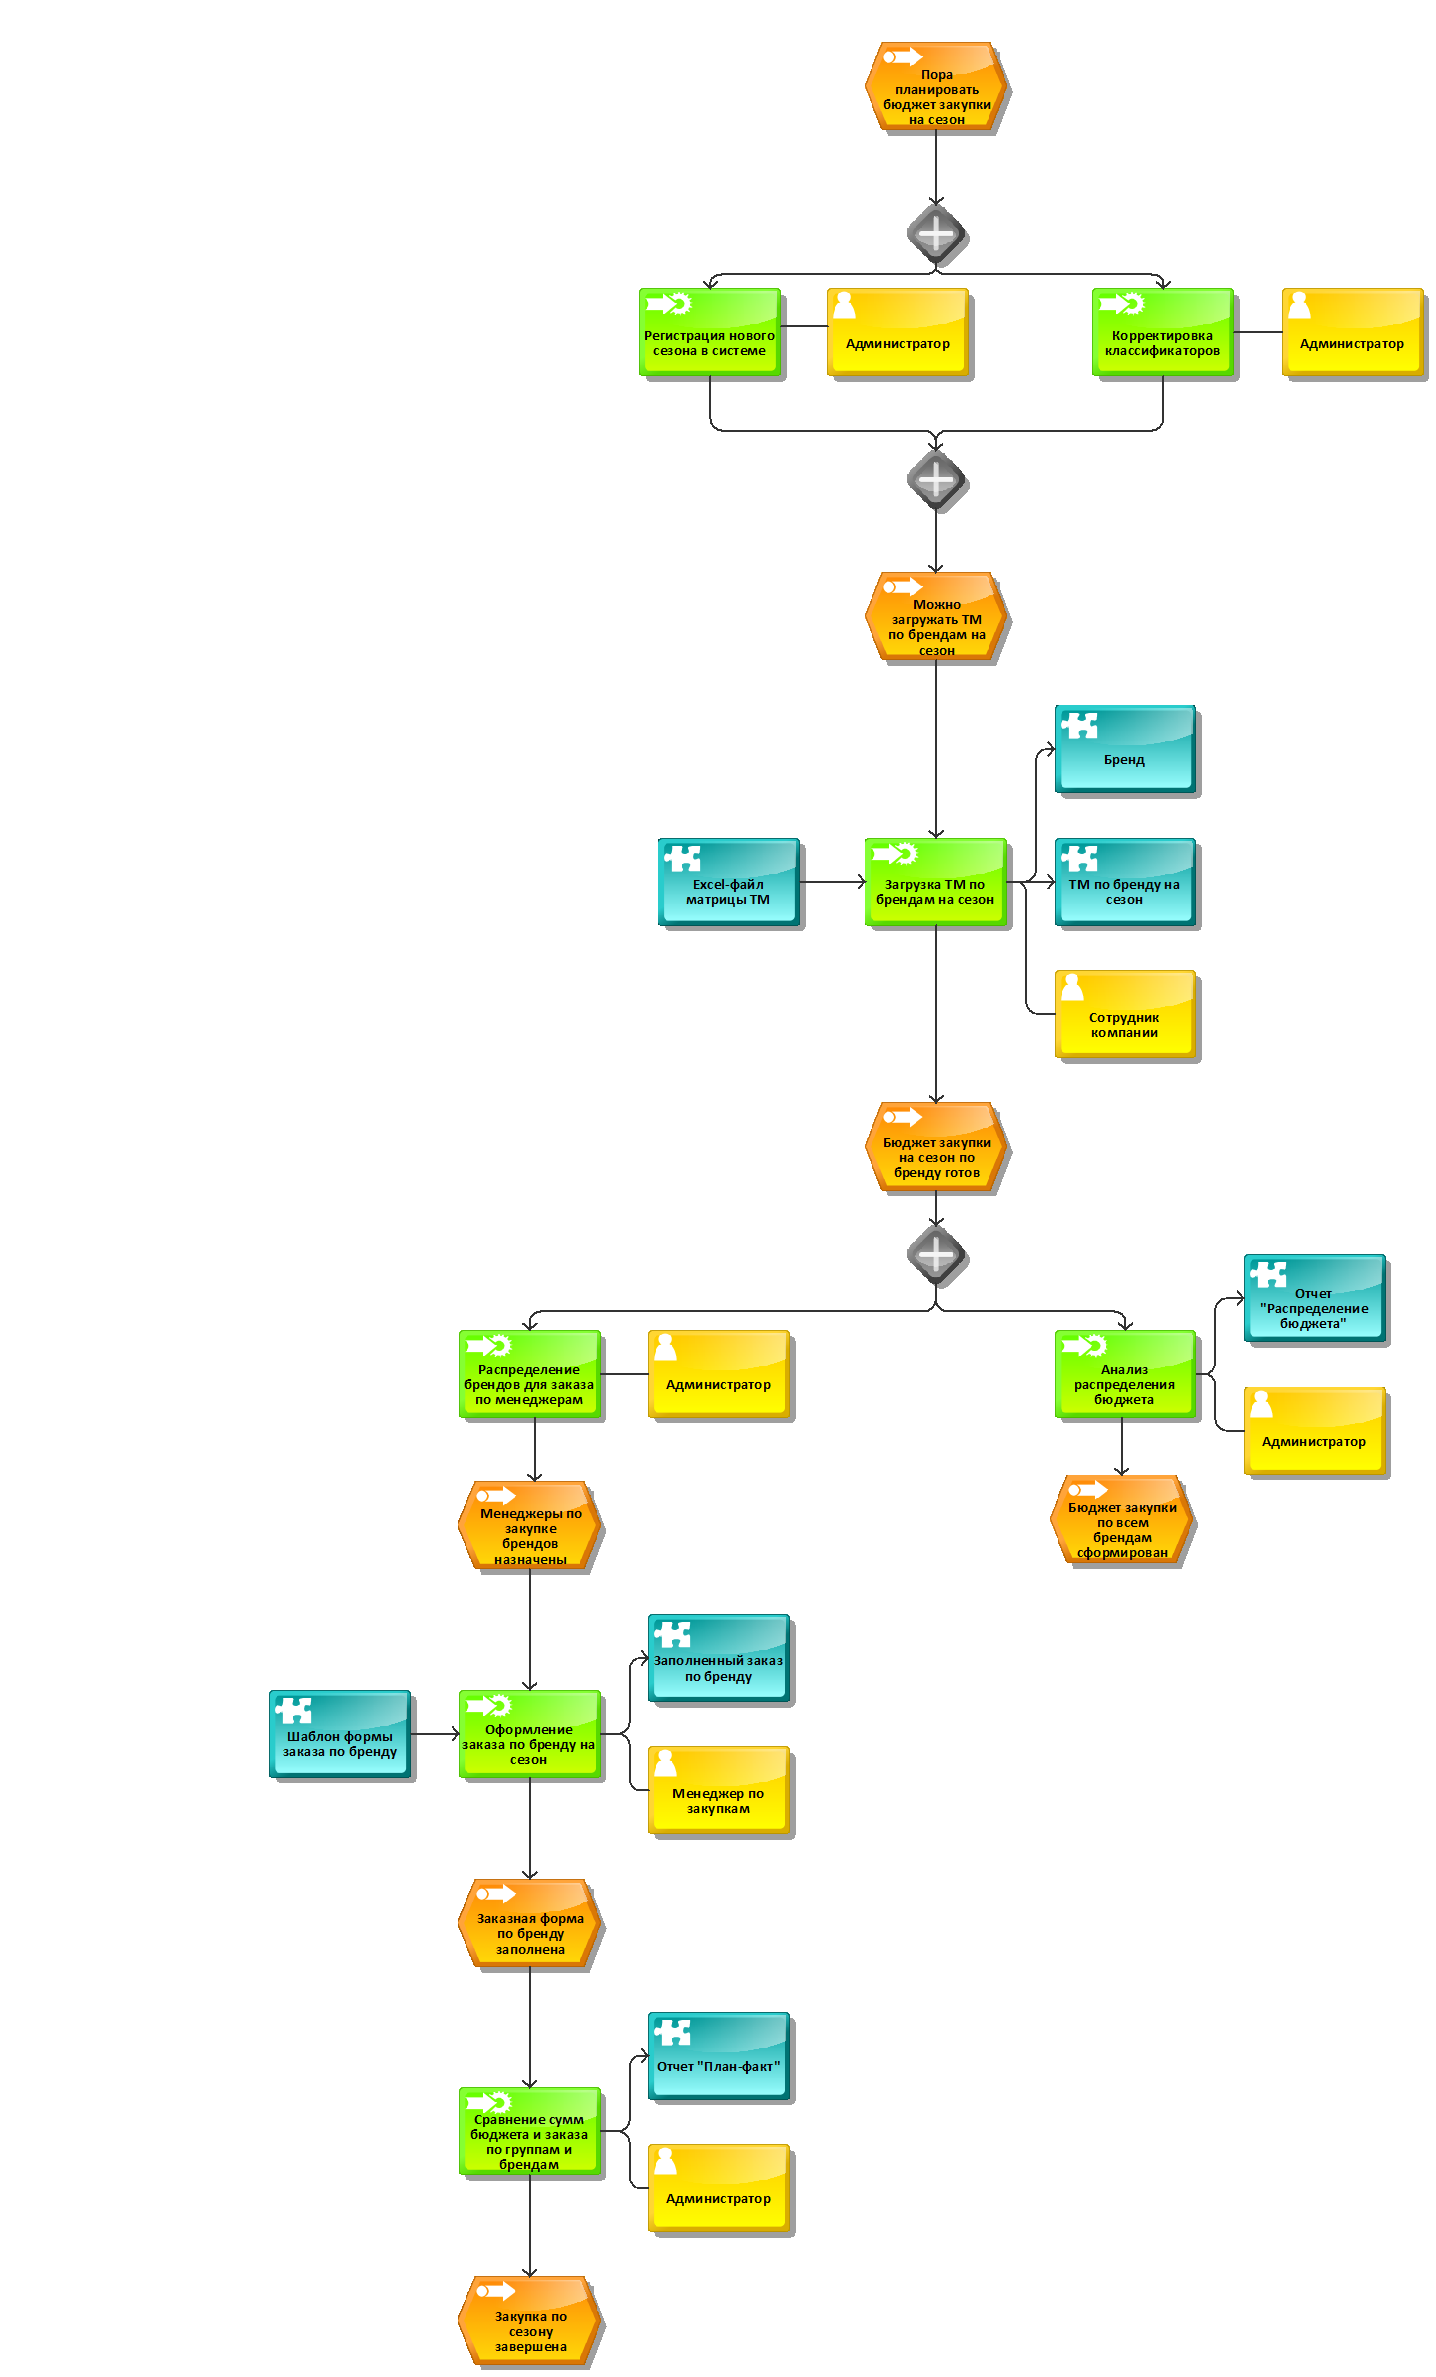 Пора
планировать
бюджет закупки
на сезон
Регистрация нового
сезона в системе
Администратор
Корректировка
классификаторов
Администратор
Можно
загружать ТМ
по брендам на
сезон
Бренд
Excel-файл
матрицы ТМ
Загрузка ТМ по
брендам на сезон
ТМ по бренду на
сезон
Сотрудник
компании
Бюджет закупки
на сезон по
бренду готов
Отчет
"Распределение
бюджета"
Распределение
брендов для заказа
по менеджерам
Администратор
Анализ
распределения
бюджета
Администратор
Менеджеры по
закупке
брендов
назначены
Бюджет закупки
по всем
брендам
сформирован
Заполненный заказ
по бренду
Шаблон формы
заказа по бренду
Оформление
заказа по бренду на
сезон
Менеджер по
закупкам
Заказная форма
по бренду
заполнена
Отчет "План-факт"
Сравнение сумм
бюджета и заказа
по группам и
брендам
Администратор
Закупка по
сезону
завершена